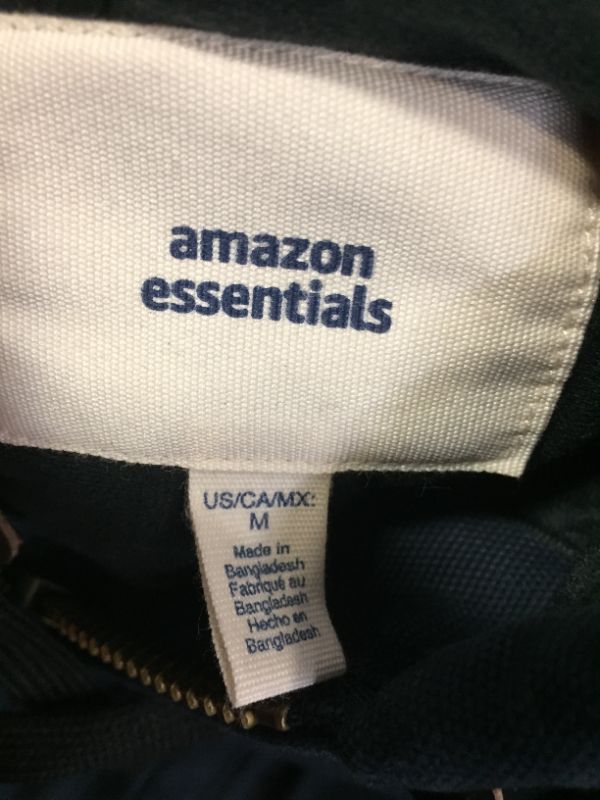 amazon
essentials
US/CA/MX:
M
Made in
Bangladesh
Fabriqué au
Bangladesh
Hecho en
Bangladesh